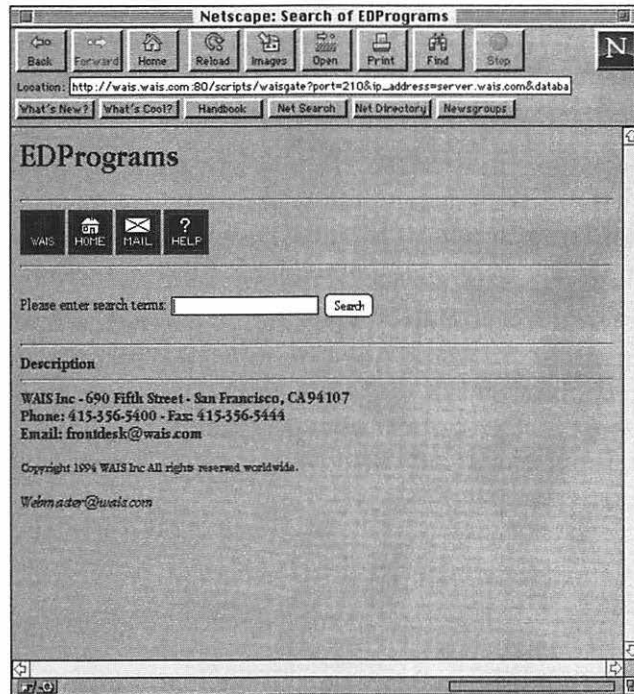 Netscape: Search of EDPrograms
Back Forward Home Reload Images Open Print Find Stop
N
Location: http://wais.wais.com:80/scripts/waisgate?port=210&ip_address=server.wais.com&databa
What's New? What's Cool? Handbook Net Search Net Directory Newsgroups
EDPrograms
WAIS HOME MAIL ? HELP
Please enter search terms: Search
Description
WAIS Inc - 690 Fifth Street - San Francisco, CA 94107
Phone: 415-356-5400 - Fax: 415-356-5444
Email: frontdesk@wais.com
Copyright 1994 WAIS Inc All rights reserved worldwide.
Webmaster@wais.com